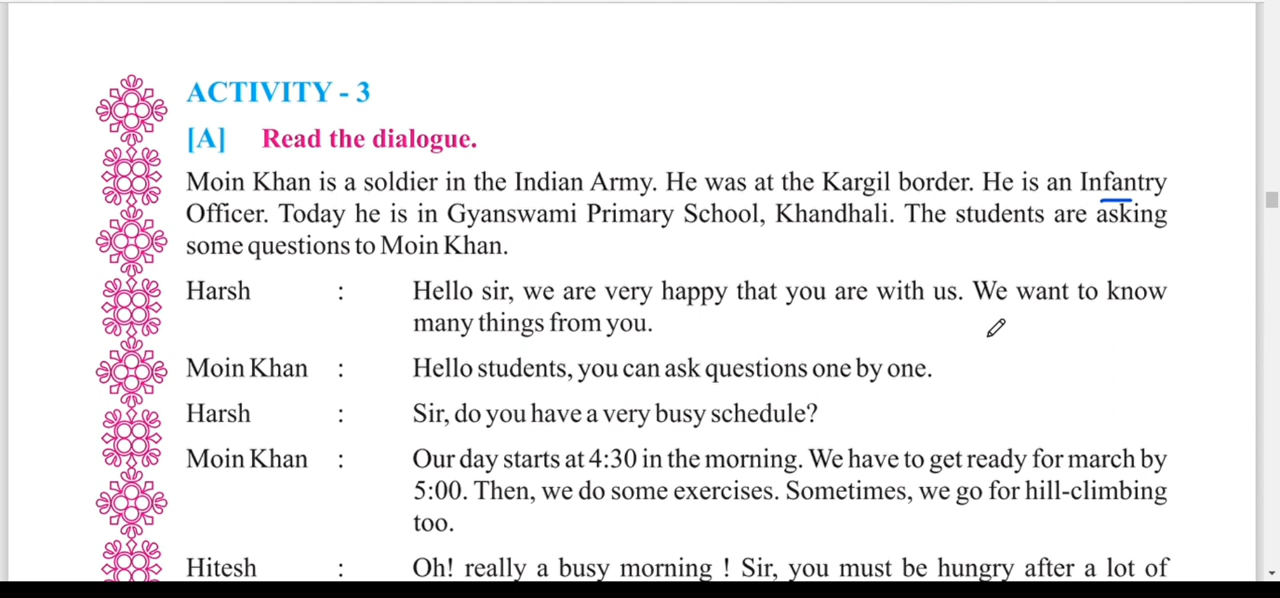 ACTIVITY - 3
[A] Read the dialogue.
Moin Khan is a soldier in the Indian Army. He was at the Kargil border. He is an Infantry
Officer. Today he is in Gyanswami Primary School, Khandhali. The students are asking
some questions to Moin Khan.
Harsh : Hello sir, we are very happy that you are with us. We want to know
many things from you.
Moin Khan : Hello students, you can ask questions one by one.
Harsh : Sir, do you have a very busy schedule?
Moin Khan : Our day starts at 4:30 in the morning. We have to get ready for march by
5:00. Then, we do some exercises. Sometimes, we go for hill-climbing
too.
Hitesh : Oh! really a busy morning ! Sir, you must be hungry after a lot of